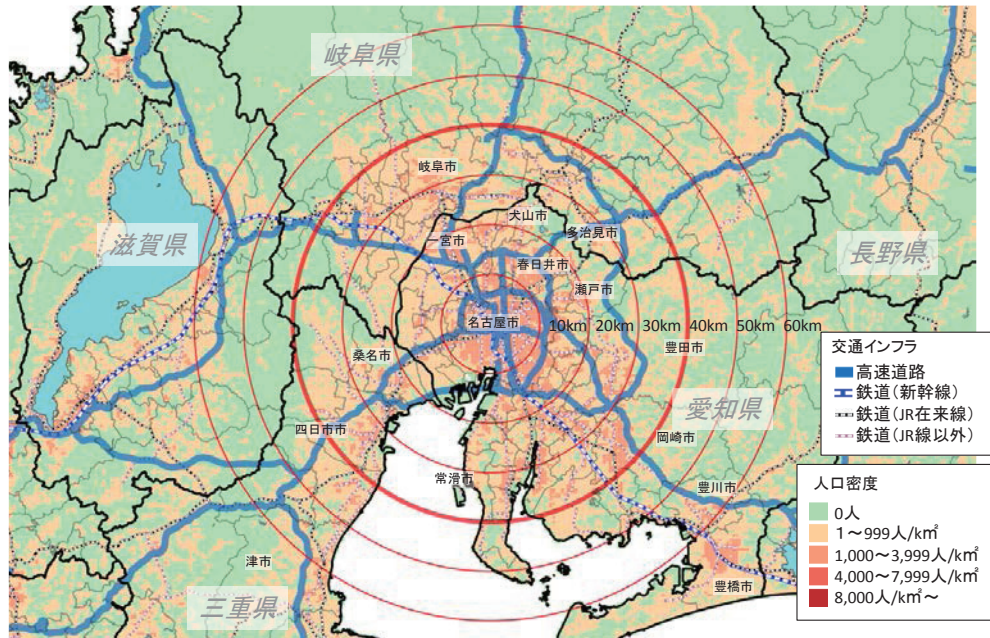 岐阜県
岐阜市
犬山市
多治見市
滋賀県
一宮市
長野県
春日井市
瀬戸市
名古屋市
10km 20km 30km 40km 50km 60km
豊田市
桑名市
愛知県
四日市市
岡崎市
常滑市
豊川市
津市
豊橋市
三重県
交通インフラ
高速道路
鉄道(新幹線)
鉄道(JR在来線)
鉄道(JR線以外)
人口密度
0人
1～999人/k㎡
1,000～3,999人/k㎡
4,000～7,999人/k㎡
8,000人/k㎡～